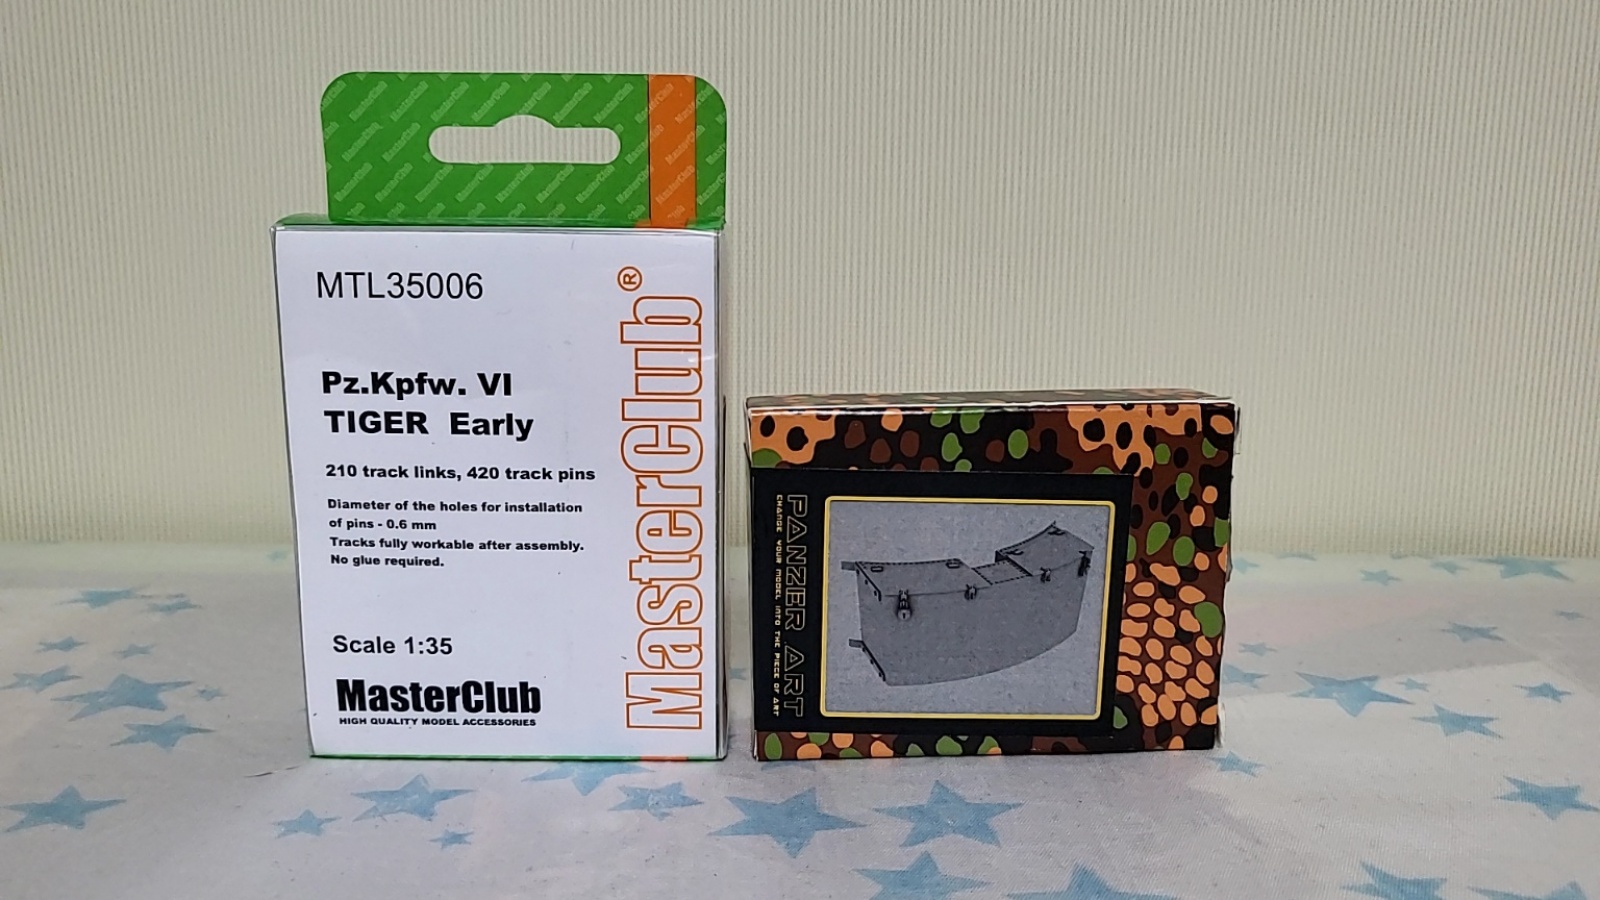 MTL35006
Pz.Kpfw. VI
TIGER Early
210 track links, 420 track pins
Diameter of the holes for installation
of pins - 0.6 mm
Tracks fully workable after assembly.
No glue required.
Scale 1:35
MasterClub
HIGH QUALITY MODEL ACCESSORIES
MasterClub®
PANZER ART
CHANGE YOUR MODEL INTO THE PIECE OF ART